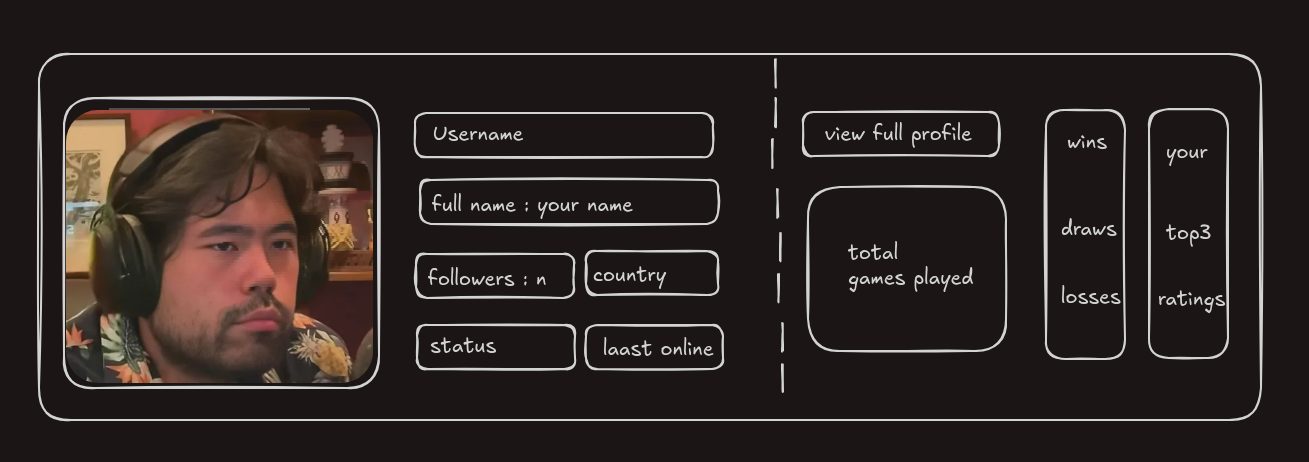 Username
full name : your name
followers : n
country
status
laast online
view full profile
total
games played
wins
draws
losses
your
top3
ratings